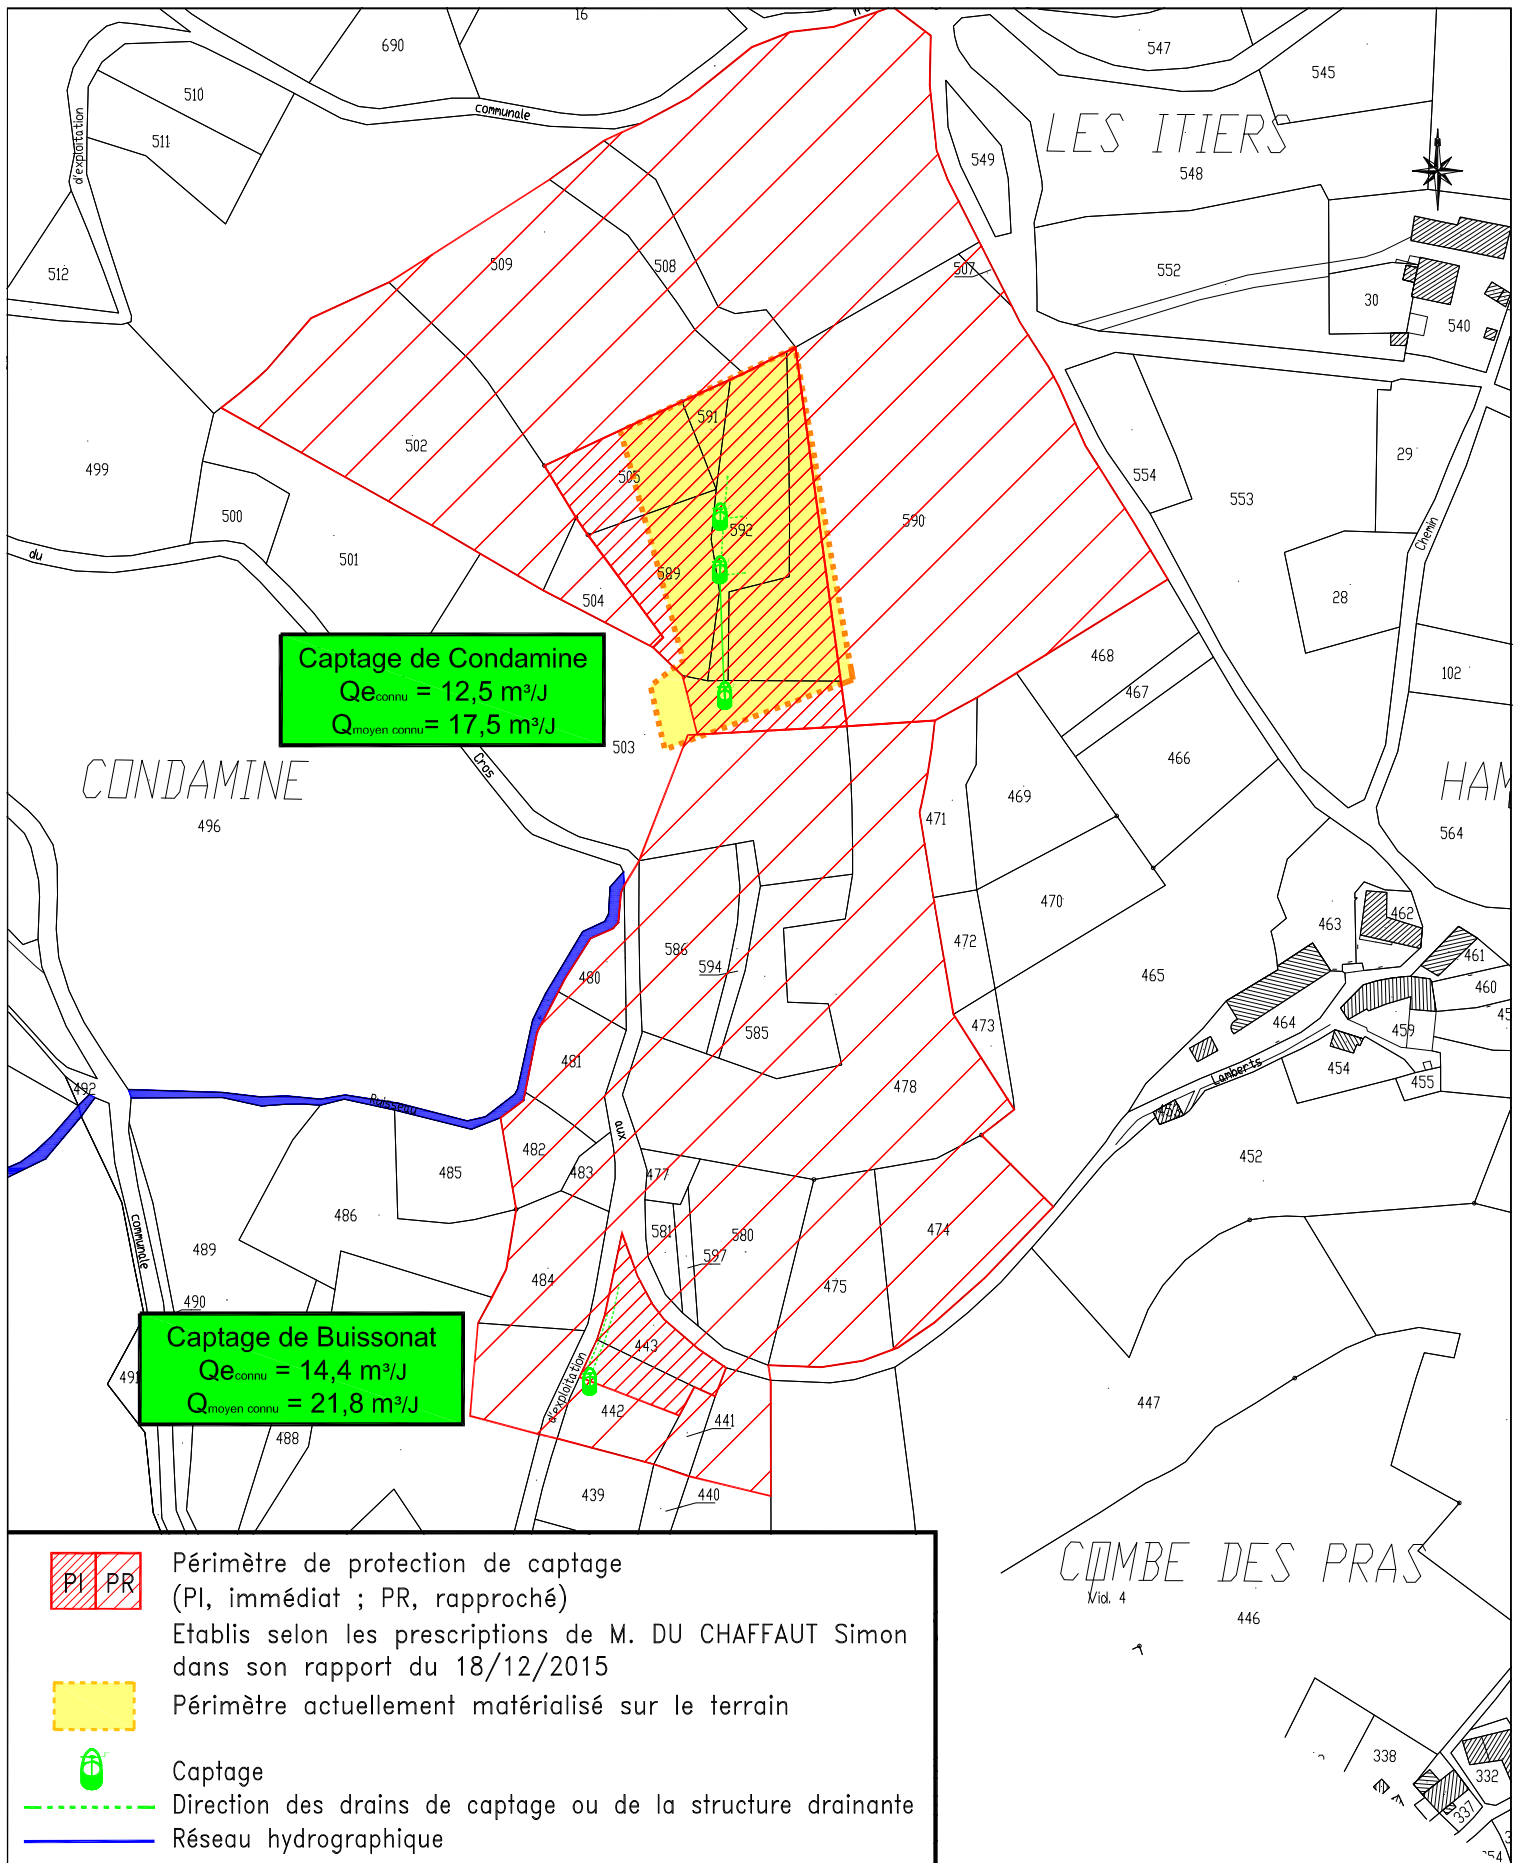 16
690
547
545
510
communale
LES ITIERS
d'exploitation
511
549
548
512
509
508
507
552
30
540
591
502
499
505
29
554
553
500
592
590
du
Chemin
501
589
504
28
468
102
467
Captage de Condamine
Qeconnu = 12,5 m³/J
Qmoyen connu= 17,5 m³/J
503
466
Cros
CONDAMINE
469
HAM
496
471
564
470
462
463
586
472
461
594
480
465
460
473
464
459
585
481
454
Lamberts
455
492
478
Ruisseau
aux
482
483
485
477
452
486
communale
581
580
474
489
597
484
475
490
Captage de Buissonat
Qeconnu = 14,4 m³/J
Qmoyen connu = 21,8 m³/J
443
491
d'exploitation
442
441
447
488
439
440
PI PR
Périmètre de protection de captage
(PI, immédiat ; PR, rapproché)
Etablis selon les prescriptions de M. DU CHAFFAUT Simon
dans son rapport du 18/12/2015
Périmètre actuellement matérialisé sur le terrain
Captage
Direction des drains de captage ou de la structure drainante
Réseau hydrographique
COMBE DES PRAS
Vid. 4
446
338
332
337